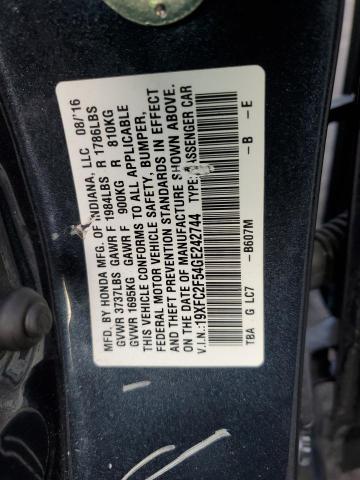 MFD. BY HONDA MFG. OF INDIANA, LLC 08/'16
GVWR 3737LBS GAWR F 1984LBS R 1786LBS
GVWR 1695KG GAWR F 900KG R 810KG
THIS VEHICLE CONFORMS TO ALL APPLICABLE
FEDERAL MOTOR VEHICLE SAFETY, BUMPER,
AND THEFT PREVENTION STANDARDS IN EFFECT
ON THE DATE OF MANUFACTURE SHOWN ABOVE.
V.I.N.: 19XFC2F54GE242744 TYPE: PASSENGER CAR
TBA G LC7 -B607M -B -E